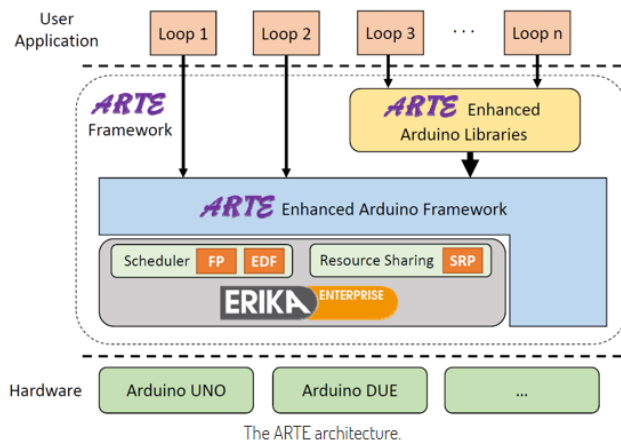 User
Application
Loop 1
Loop 2
Loop 3
...
Loop n
ARTE
Framework
ARTE Enhanced
Arduino Libraries
ARTE Enhanced Arduino Framework
Scheduler FP EDF
Resource Sharing SRP
ERIKA ENTERPRISE
Hardware
Arduino UNO
Arduino DUE
...
The ARTE architecture.